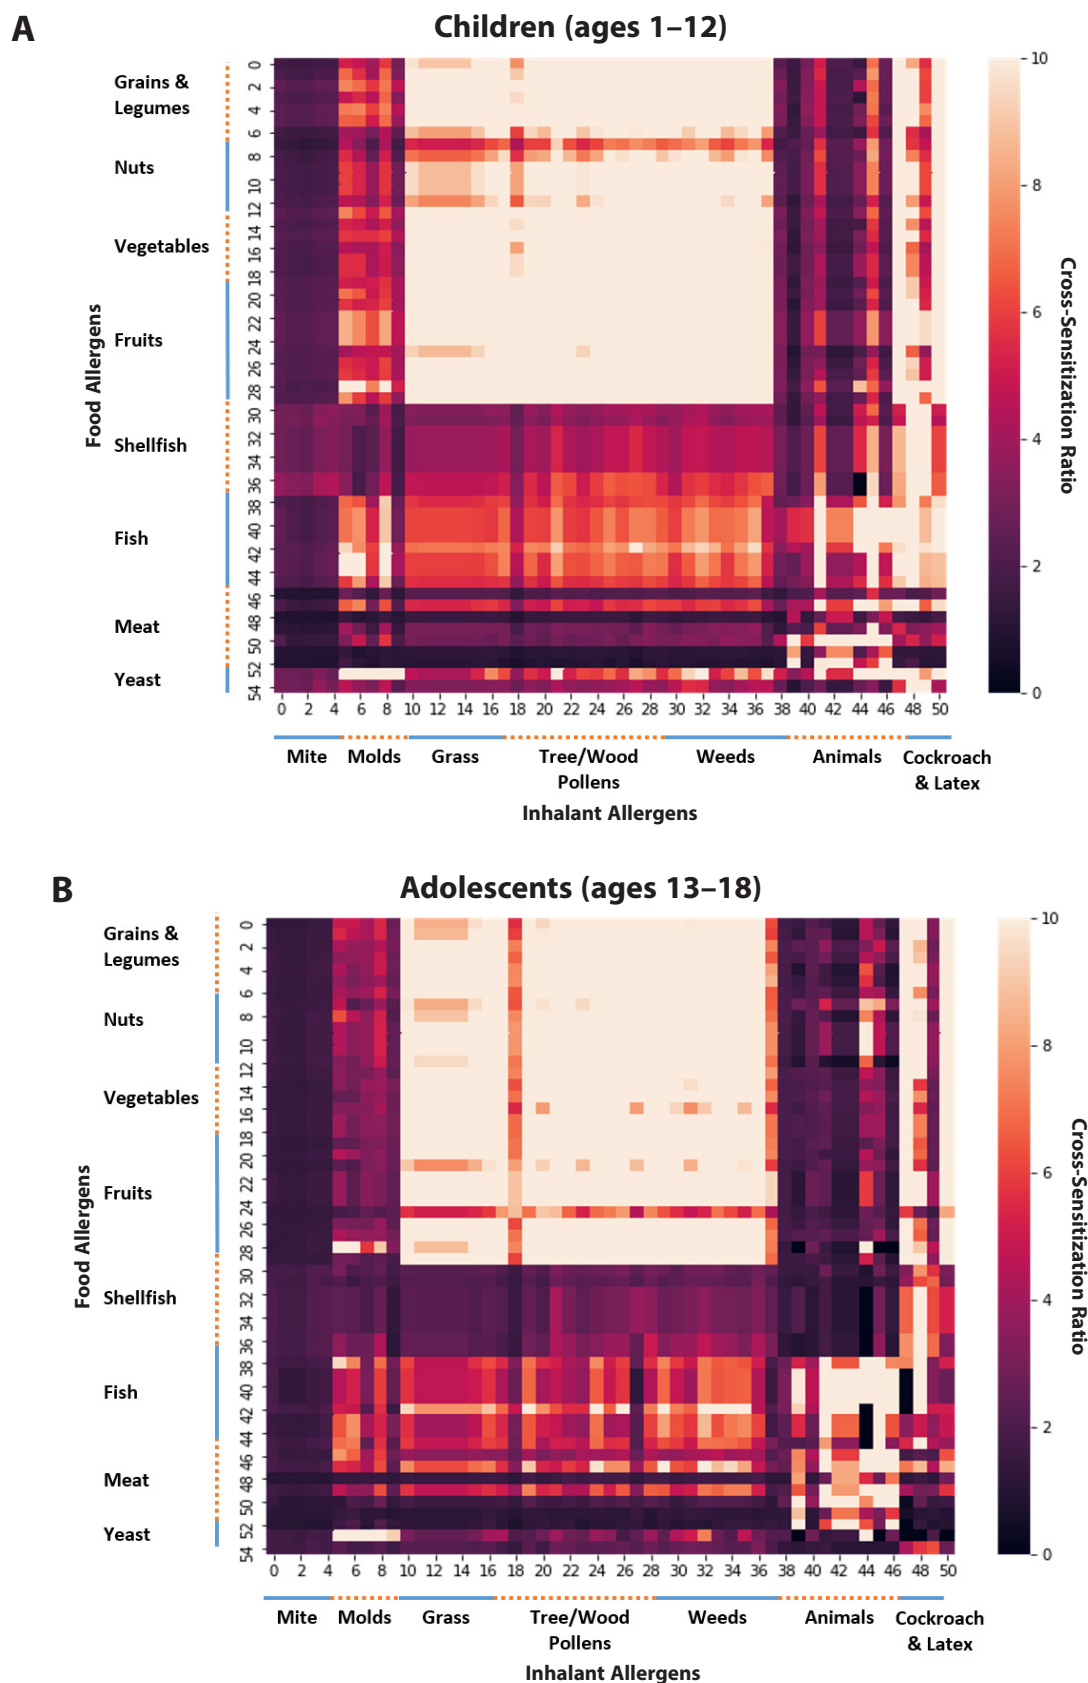 A
Children (ages 1–12)
Food Allergens
Grains &
Legumes
Nuts
Vegetables
Fruits
Shellfish
Fish
Meat
Yeast
0
2
4
6
8
10
12
14
16
18
20
22
24
26
28
30
32
34
36
38
40
42
44
46
48
50
52
54
0 2 4 6 8 10 12 14 16 18 20 22 24 26 28 30 32 34 36 38 40 42 44 46 48 50
Mite Molds Grass Tree/Wood Pollens Weeds Animals Cockroach & Latex
Inhalant Allergens
10
8
6
4
2
0
Cross-Sensitization Ratio
B
Adolescents (ages 13–18)
Food Allergens
Grains &
Legumes
Nuts
Vegetables
Fruits
Shellfish
Fish
Meat
Yeast
0
2
4
6
8
10
12
14
16
18
20
22
24
26
28
30
32
34
36
38
40
42
44
46
48
50
52
54
0 2 4 6 8 10 12 14 16 18 20 22 24 26 28 30 32 34 36 38 40 42 44 46 48 50
Mite Molds Grass Tree/Wood Pollens Weeds Animals Cockroach & Latex
Inhalant Allergens
10
8
6
4
2
0
Cross-Sensitization Ratio